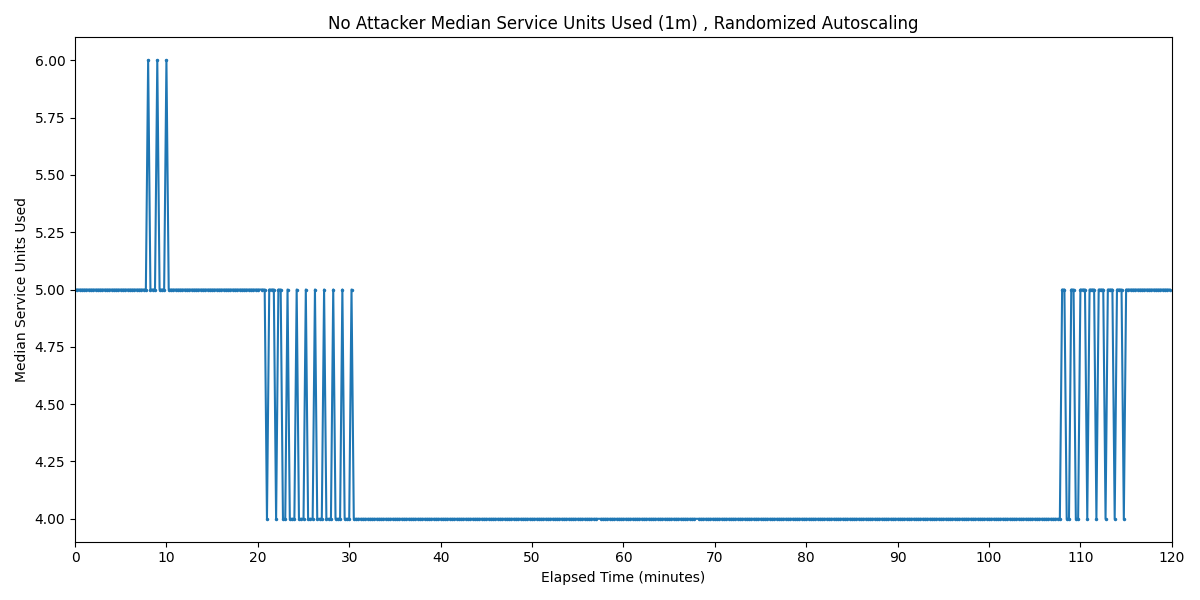 No Attacker Median Service Units Used (1m) , Randomized Autoscaling
Median Service Units Used
6.00
5.75
5.50
5.25
5.00
4.75
4.50
4.25
4.00
0 10 20 30 40 50 60 70 80 90 100 110 120
Elapsed Time (minutes)